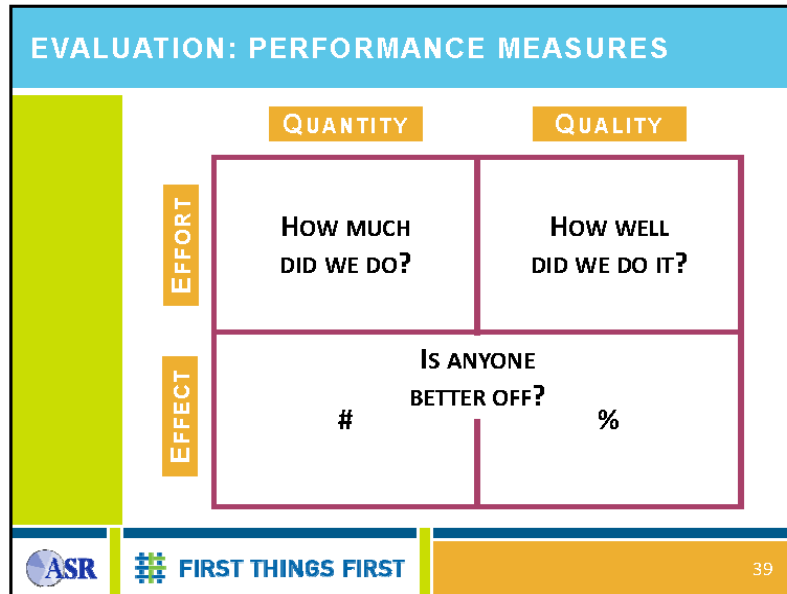 EVALUATION: PERFORMANCE MEASURES
QUANTITY
QUALITY
EFFORT
HOW MUCH
DID WE DO?
HOW WELL
DID WE DO IT?
EFFECT
IS ANYONE
BETTER OFF?
#
%
ASR
FIRST THINGS FIRST
39